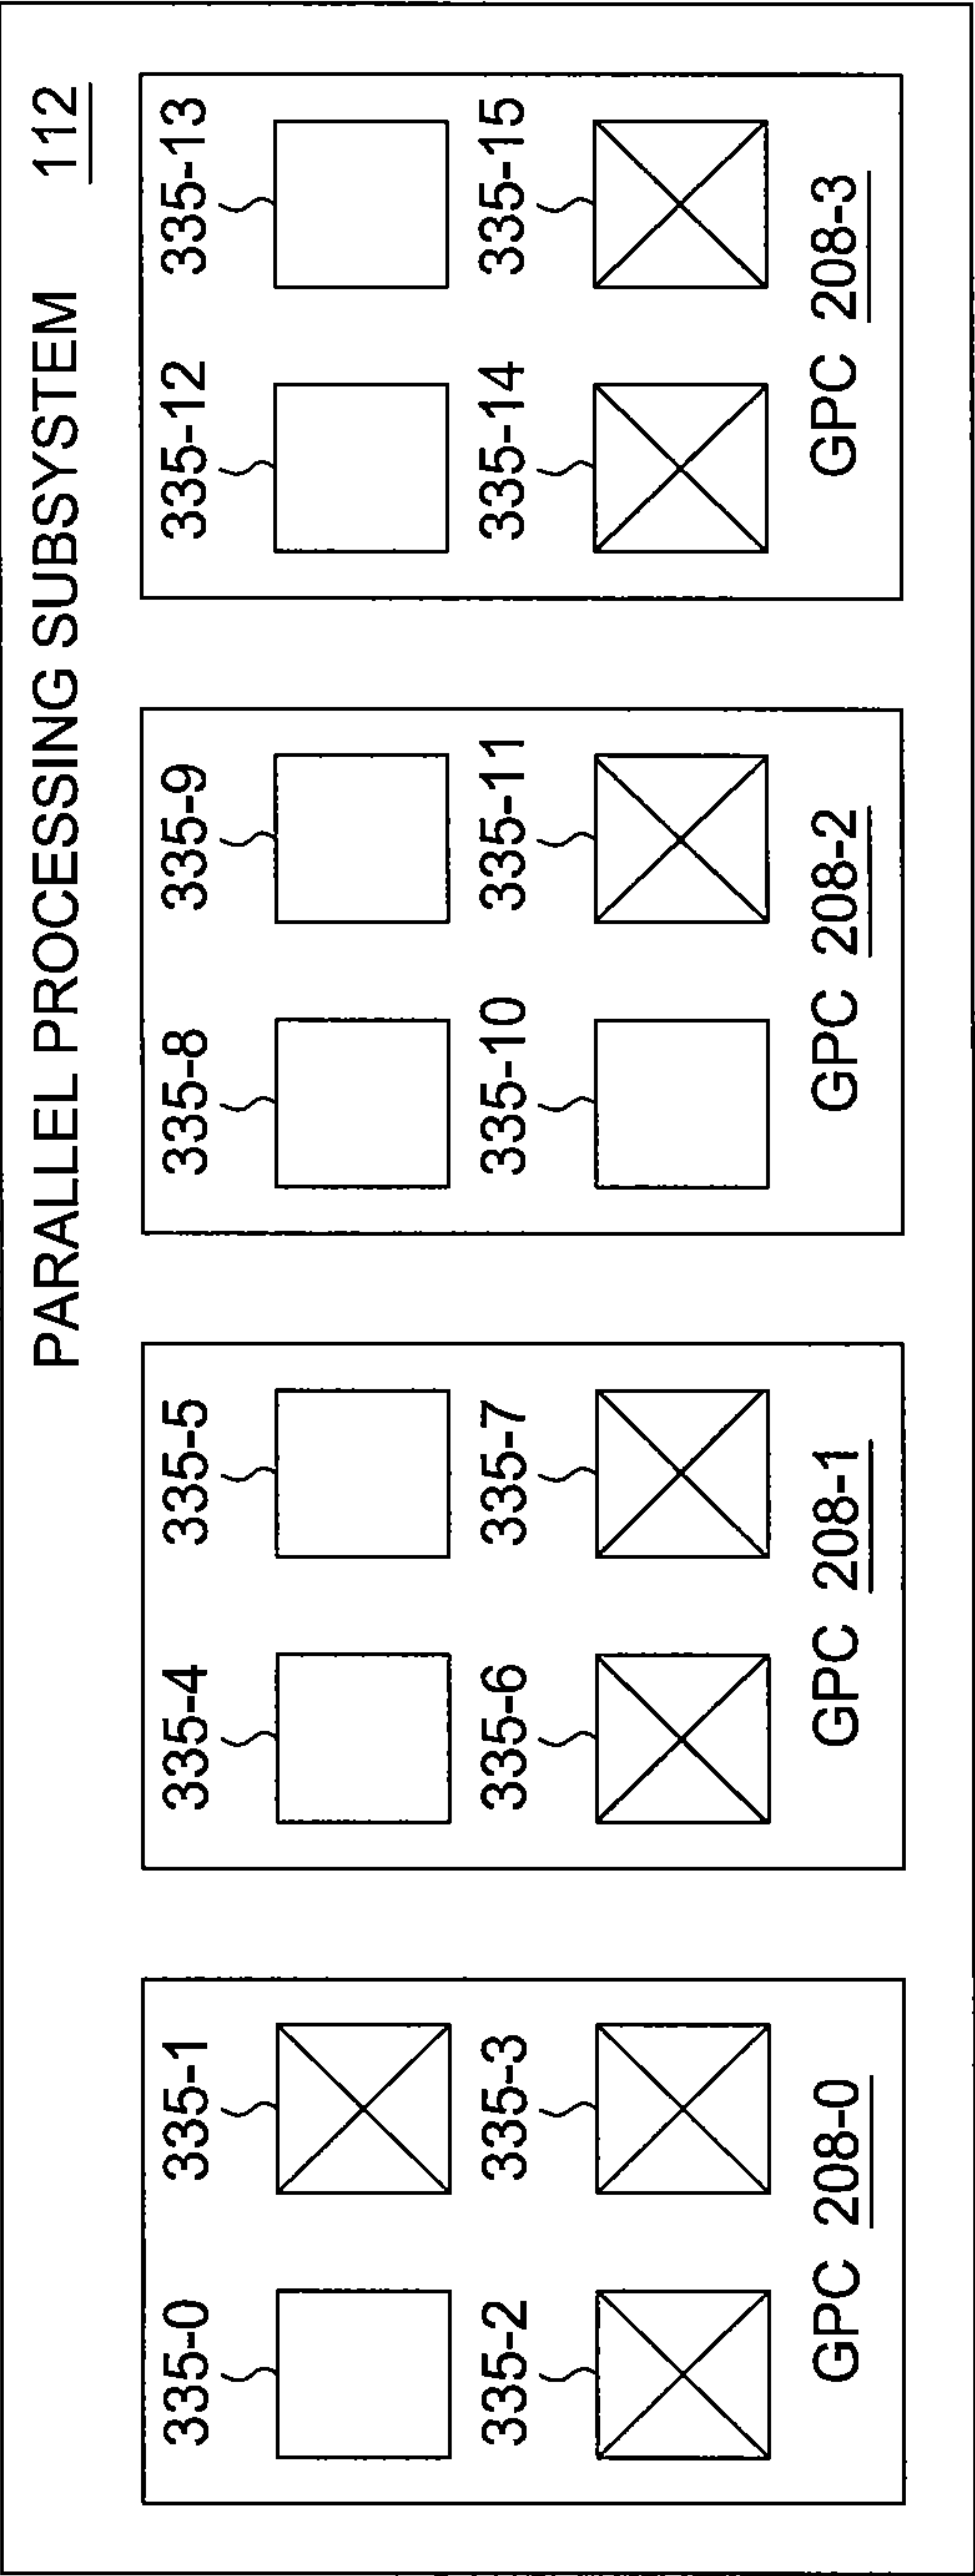 PARALLEL PROCESSING SUBSYSTEM 112
335-0 335-1 335-4 335-5 335-8 335-9 335-12 335-13
335-2 335-3 335-6 335-7 335-10 335-11 335-14 335-15
GPC 208-0 GPC 208-1 GPC 208-2 GPC 208-3